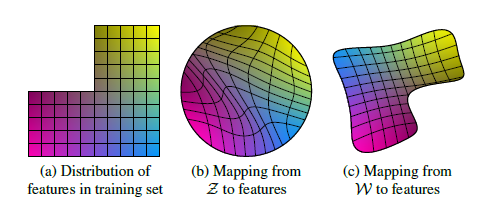 (a) Distribution of
features in training set
(b) Mapping from
𝒵 to features
(c) Mapping from
𝒲 to features